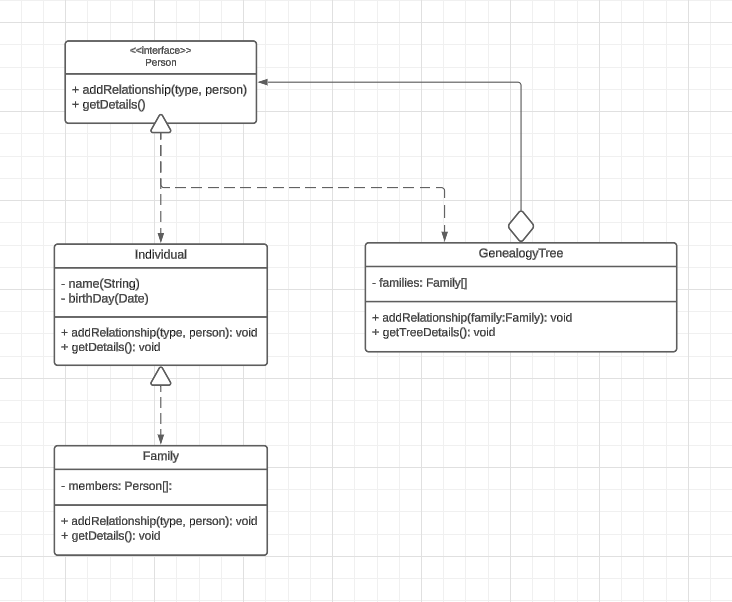 <<interface>>
Person
+ addRelationship(type, person)
+ getDetails()
Individual
- name(String)
- birthDay(Date)
+ addRelationship(type, person): void
+ getDetails(): void
GenealogyTree
- families: Family[]
+ addRelationship(family:Family): void
+ getTreeDetails(): void
Family
- members: Person[]:
+ addRelationship(type, person): void
+ getDetails(): void